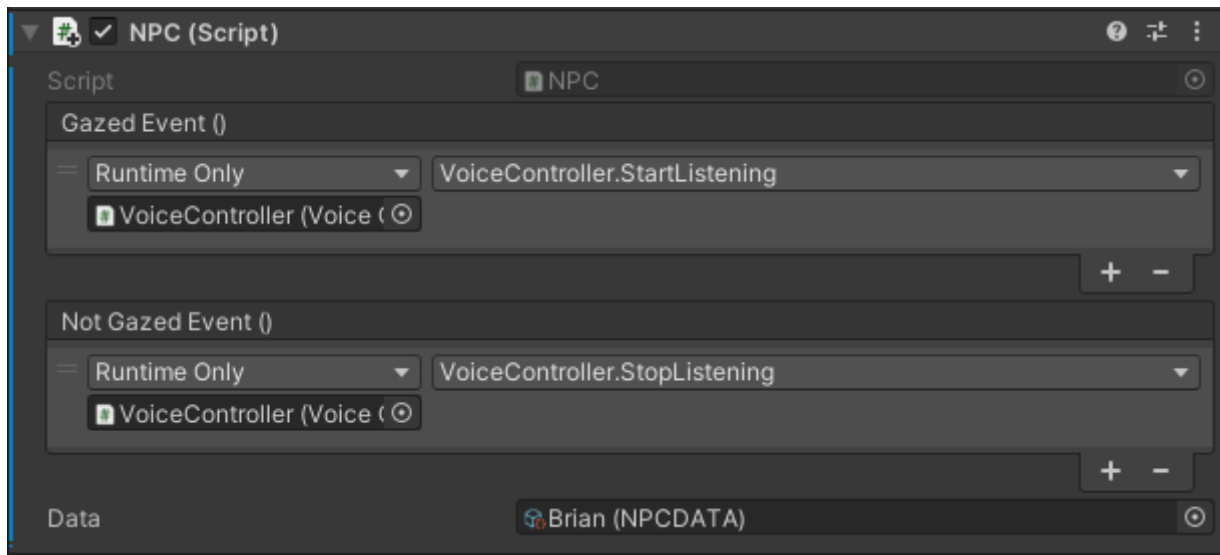 NPC (Script)
Script NPC
Gazed Event ()
Runtime Only VoiceController.StartListening
VoiceController (Voice (
Not Gazed Event ()
Runtime Only VoiceController.StopListening
VoiceController (Voice (
Data Brian (NPCDATA)